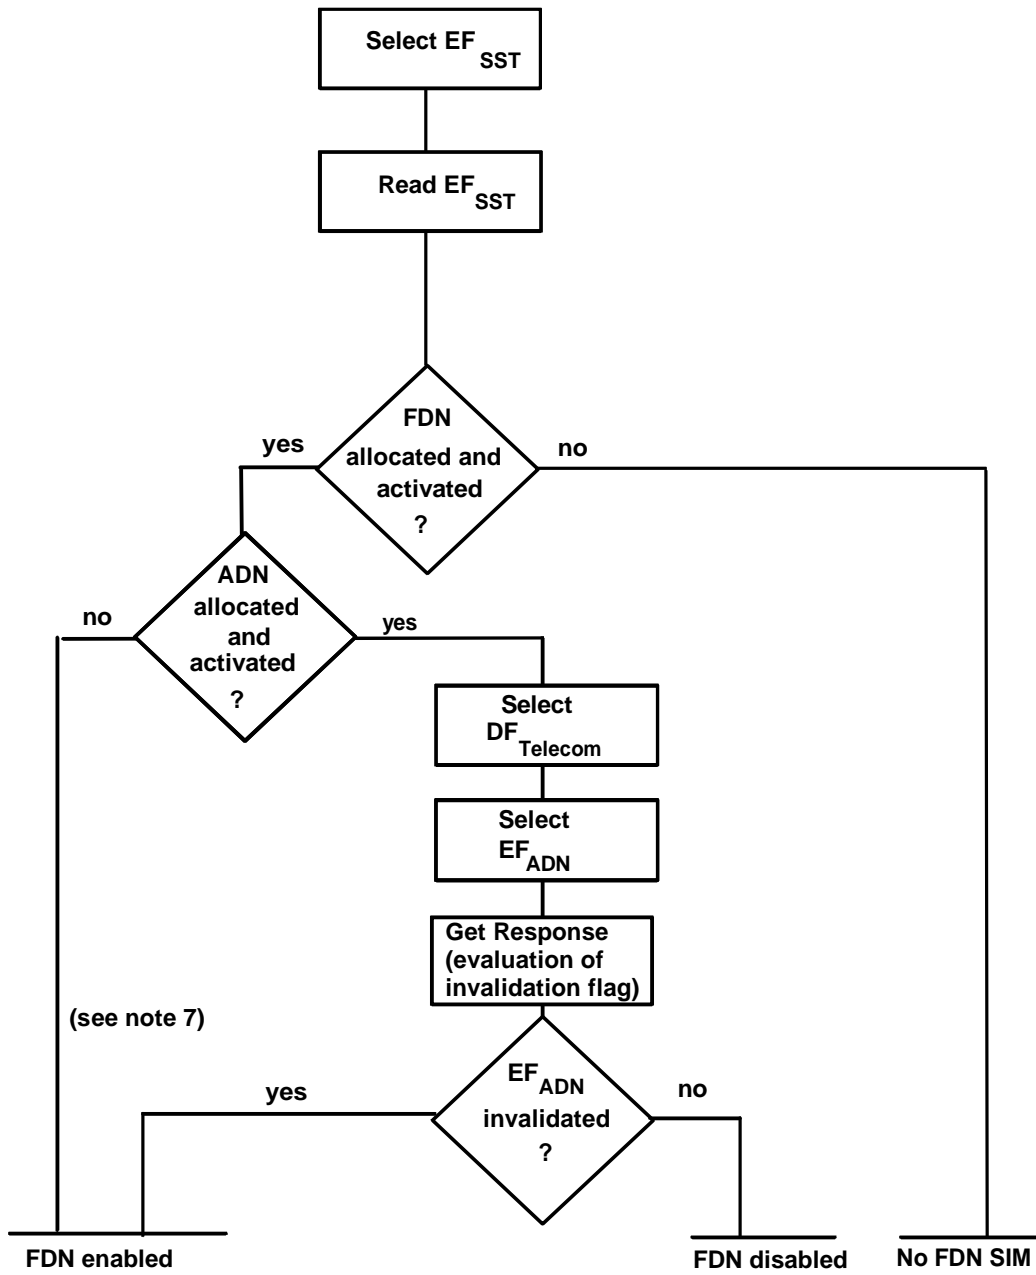 Select EF SST
Read EF SST
FDN
allocated and
activated
?
yes
no
ADN
allocated
and
activated
?
no
yes
Select
DF Telecom
Select
EF ADN
Get Response
(evaluation of
invalidation flag)
(see note 7)
EF ADN
invalidated
?
yes
no
FDN enabled
FDN disabled
No FDN SIM